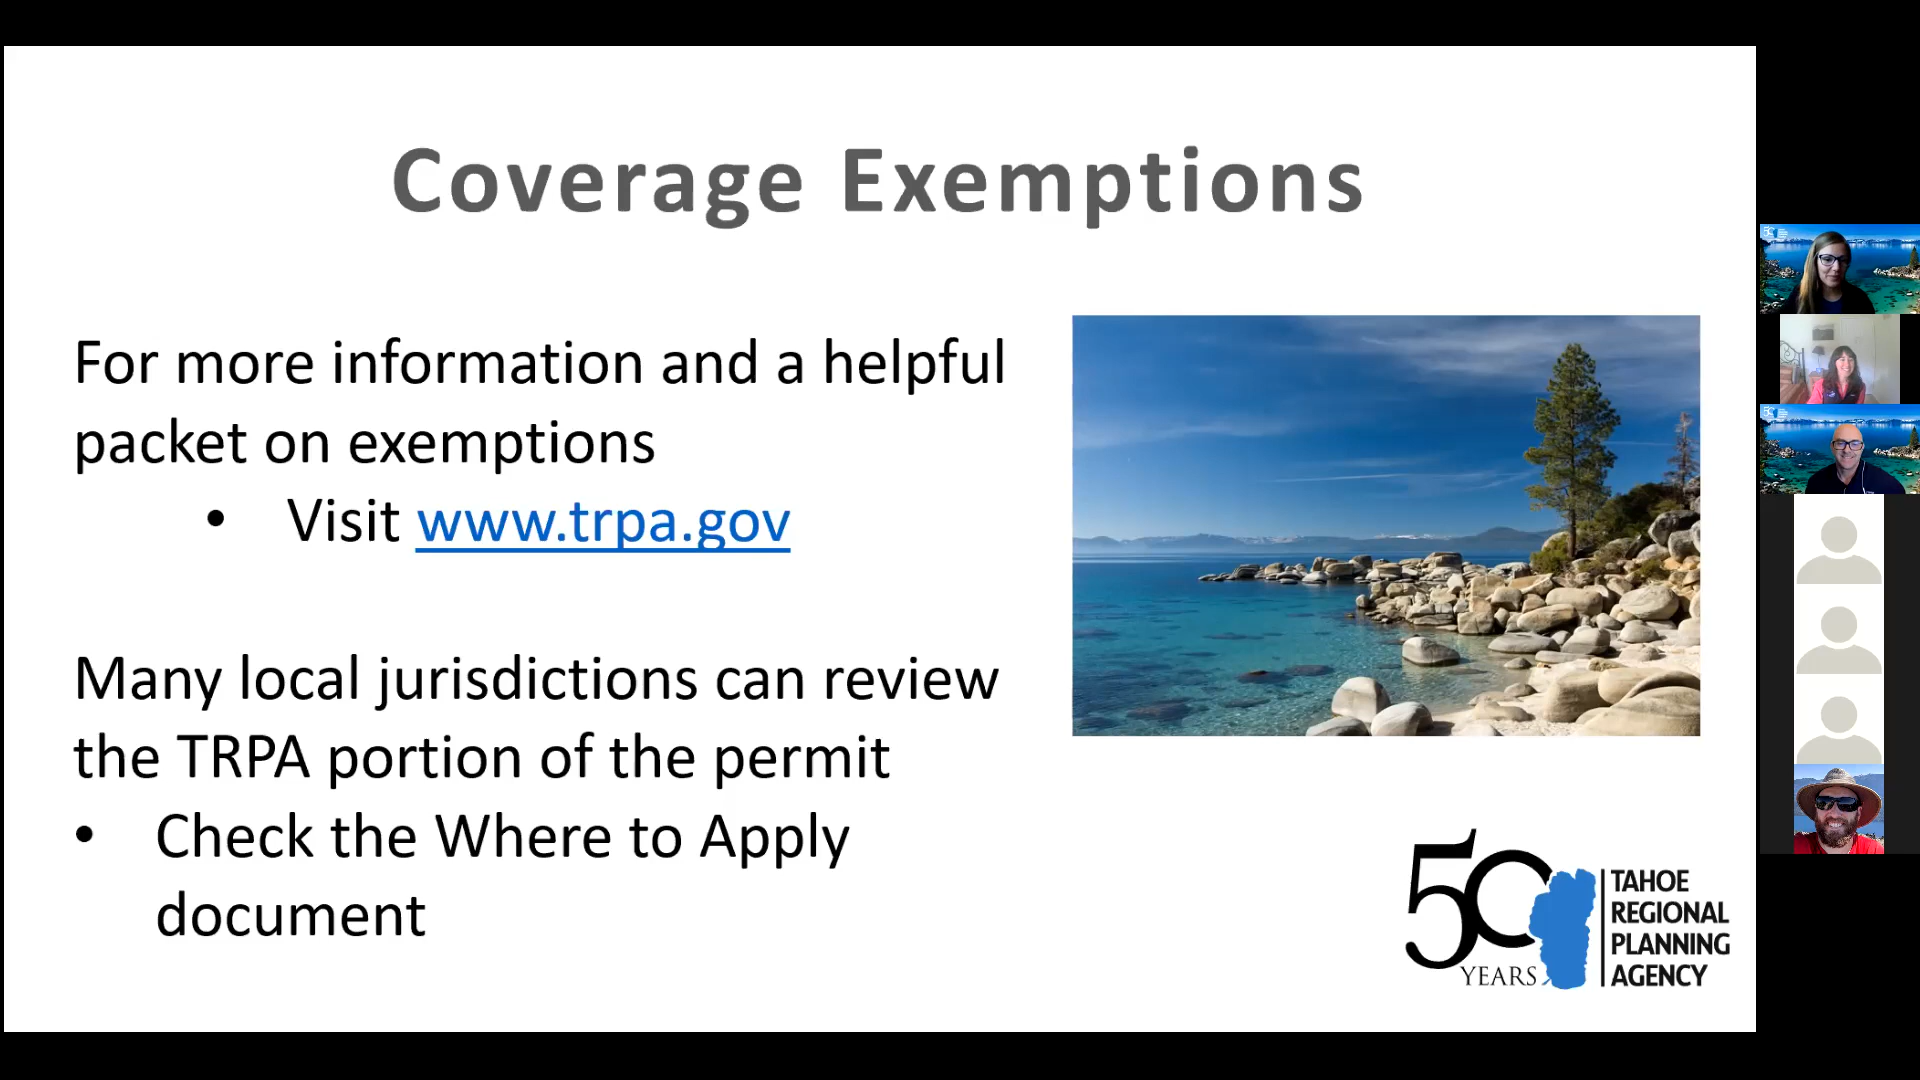 Coverage Exemptions
For more information and a helpful
packet on exemptions
• Visit www.trpa.gov
Many local jurisdictions can review
the TRPA portion of the permit
• Check the Where to Apply
document
50
YEARS
TAHOE
REGIONAL
PLANNING
AGENCY